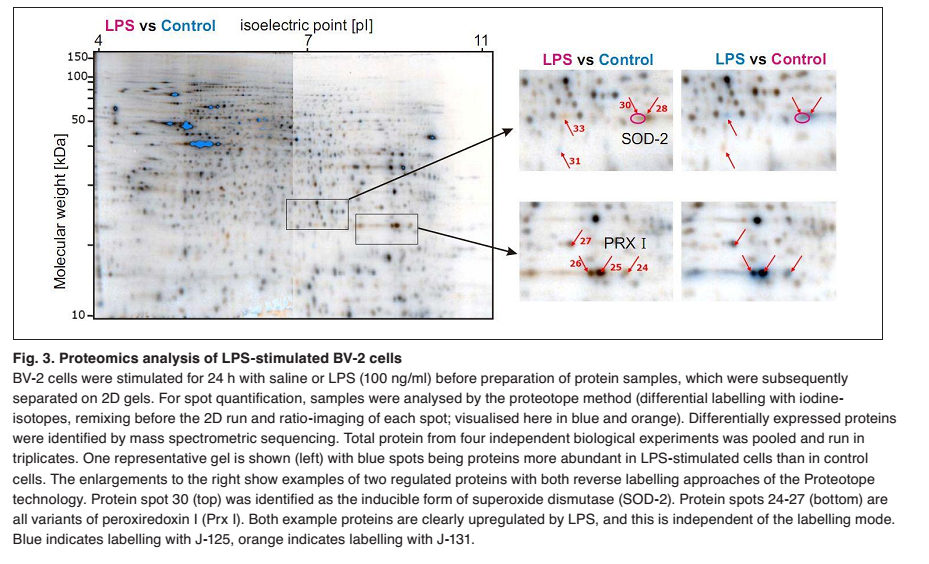 LPS vs Control isoelectric point [pI]
4 7 11
150
100
50
10
Molecular weight [kDa]
LPS vs Control LPS vs Control
30 28
33
SOD-2
31
27 PRX I
26 25 24
Fig. 3. Proteomics analysis of LPS-stimulated BV-2 cells
BV-2 cells were stimulated for 24 h with saline or LPS (100 ng/ml) before preparation of protein samples, which were subsequently
separated on 2D gels. For spot quantification, samples were analysed by the proteotope method (differential labelling with iodine-
isotopes, remixing before the 2D run and ratio-imaging of each spot; visualised here in blue and orange). Differentially expressed proteins
were identified by mass spectrometric sequencing. Total protein from four independent biological experiments was pooled and run in
triplicates. One representative gel is shown (left) with blue spots being proteins more abundant in LPS-stimulated cells than in control
cells. The enlargements to the right show examples of two regulated proteins with both reverse labelling approaches of the Proteotope
technology. Protein spot 30 (top) was identified as the inducible form of superoxide dismutase (SOD-2). Protein spots 24-27 (bottom) are
all variants of peroxiredoxin I (Prx I). Both example proteins are clearly upregulated by LPS, and this is independent of the labelling mode.
Blue indicates labelling with J-125, orange indicates labelling with J-131.